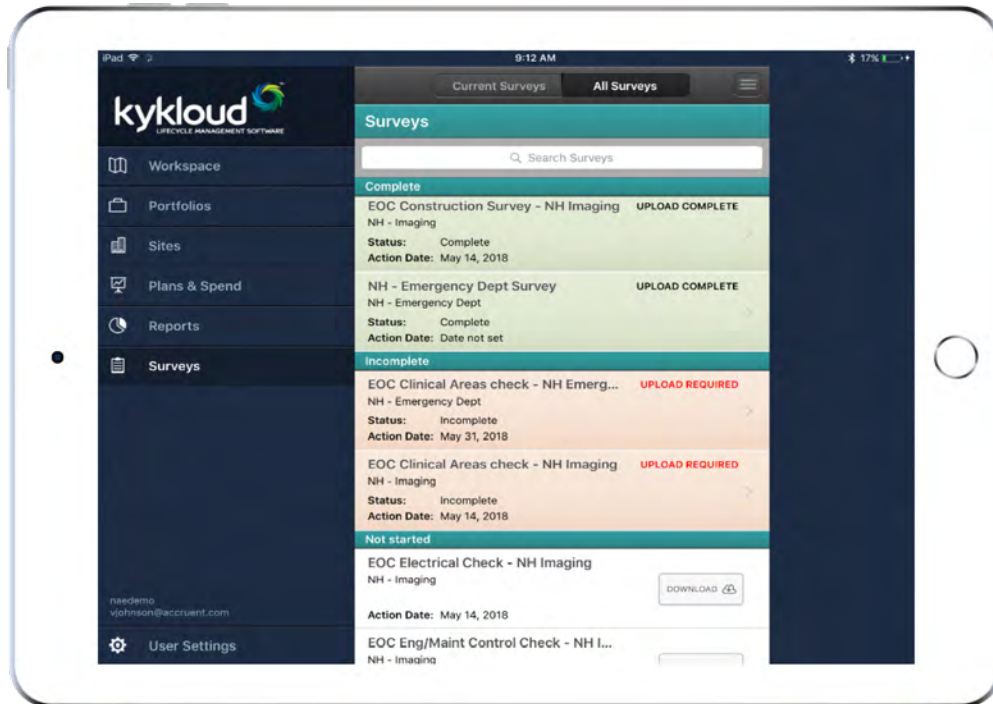 iPad
9:12 AM
17%
kykloud
LIFECYCLE MANAGEMENT SOFTWARE
Workspace
Portfolios
Sites
Plans & Spend
Reports
Surveys
naedemo
vjohnson@accruent.com
User Settings
Current Surveys All Surveys
Surveys
Search Surveys
Complete
EOC Construction Survey - NH Imaging UPLOAD COMPLETE
NH - Imaging
Status: Complete
Action Date: May 14, 2018
NH - Emergency Dept Survey UPLOAD COMPLETE
NH - Emergency Dept
Status: Complete
Action Date: Date not set
Incomplete
EOC Clinical Areas check - NH Emerg... UPLOAD REQUIRED
NH - Emergency Dept
Status: Incomplete
Action Date: May 31, 2018
EOC Clinical Areas check - NH Imaging UPLOAD REQUIRED
NH - Imaging
Status: Incomplete
Action Date: May 14, 2018
Not started
EOC Electrical Check - NH Imaging
NH - Imaging
DOWNLOAD
Action Date: May 14, 2018
EOC Eng/Maint Control Check - NH I...
NH - Imaging